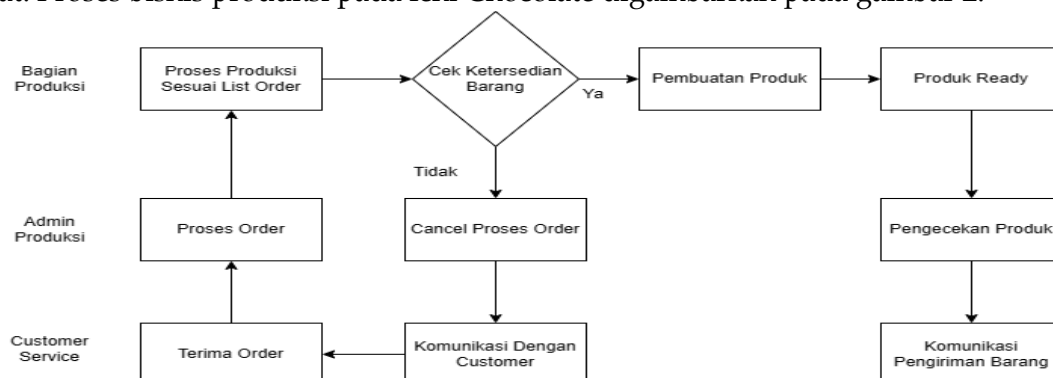 Proses bisnis produksi pada Ichi Chocolate digambarkan pada gambar 2.
Bagian
Produksi
Proses Produksi
Sesuai List Order
Cek Ketersedian
Barang
Ya
Pembuatan Produk
Produk Ready
Tidak
Admin
Produksi
Proses Order
Cancel Proses Order
Pengecekan Produk
Customer
Service
Terima Order
Komunikasi Dengan
Customer
Komunikasi
Pengiriman Barang